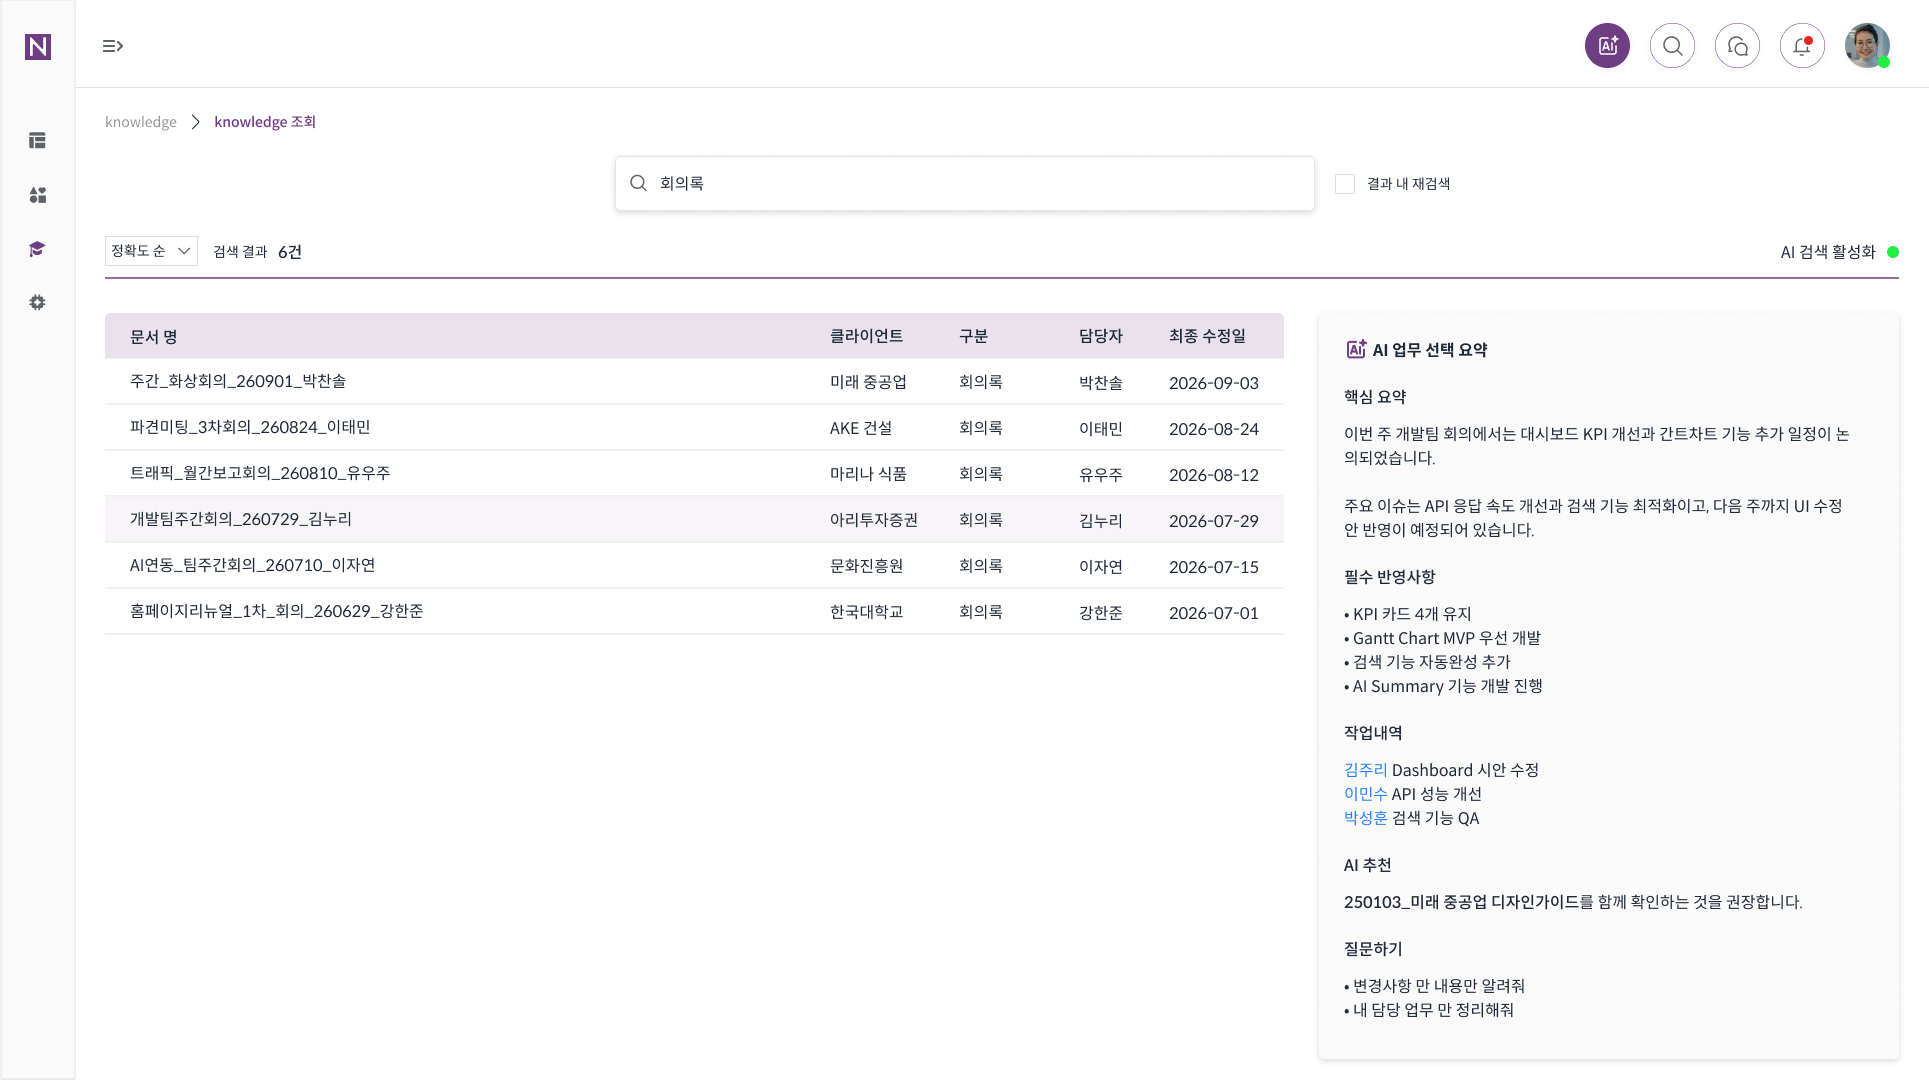 N
AI
knowledge > knowledge 조회
회의록
결과 내 재검색
정확도 순 검색 결과 6건
AI 검색 활성화
문서 명 클라이언트 구분 담당자 최종 수정일
주간_화상회의_260901_박찬솔 미래 중공업 회의록 박찬솔 2026-09-03
파견미팅_3차회의_260824_이태민 AKE 건설 회의록 이태민 2026-08-24
트래픽_월간보고회의_260810_유우주 마리나 식품 회의록 유우주 2026-08-12
개발팀주간회의_260729_김누리 아리투자증권 회의록 김누리 2026-07-29
AI연동_팀주간회의_260710_이자연 문화진흥원 회의록 이자연 2026-07-15
홈페이지리뉴얼_1차_회의_260629_강한준 한국대학교 회의록 강한준 2026-07-01
AI AI 업무 선택 요약
핵심 요약
이번 주 개발팀 회의에서는 대시보드 KPI 개선과 간트차트 기능 추가 일정이 논
의되었습니다.
주요 이슈는 API 응답 속도 개선과 검색 기능 최적화이고, 다음 주까지 UI 수정
안 반영이 예정되어 있습니다.
필수 반영사항
• KPI 카드 4개 유지
• Gantt Chart MVP 우선 개발
• 검색 기능 자동완성 추가
• AI Summary 기능 개발 진행
작업내역
김주리 Dashboard 시안 수정
이민수 API 성능 개선
박성훈 검색 기능 QA
AI 추천
250103_미래 중공업 디자인가이드를 함께 확인하는 것을 권장합니다.
질문하기
• 변경사항 만 내용만 알려줘
• 내 담당 업무 만 정리해줘